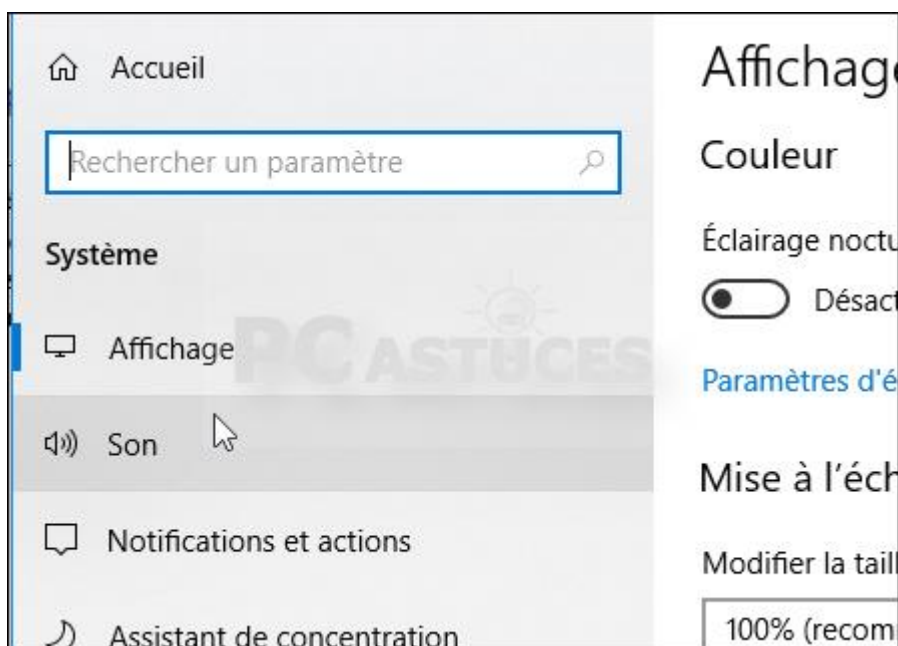 Accueil
Rechercher un paramètre
Système
Affichage
Son
Notifications et actions
Assistant de concentration
PC ASTUCES
Affichage
Couleur
Éclairage noctu
Désact
Paramètres d'é
Mise à l'éch
Modifier la taill
100% (recom